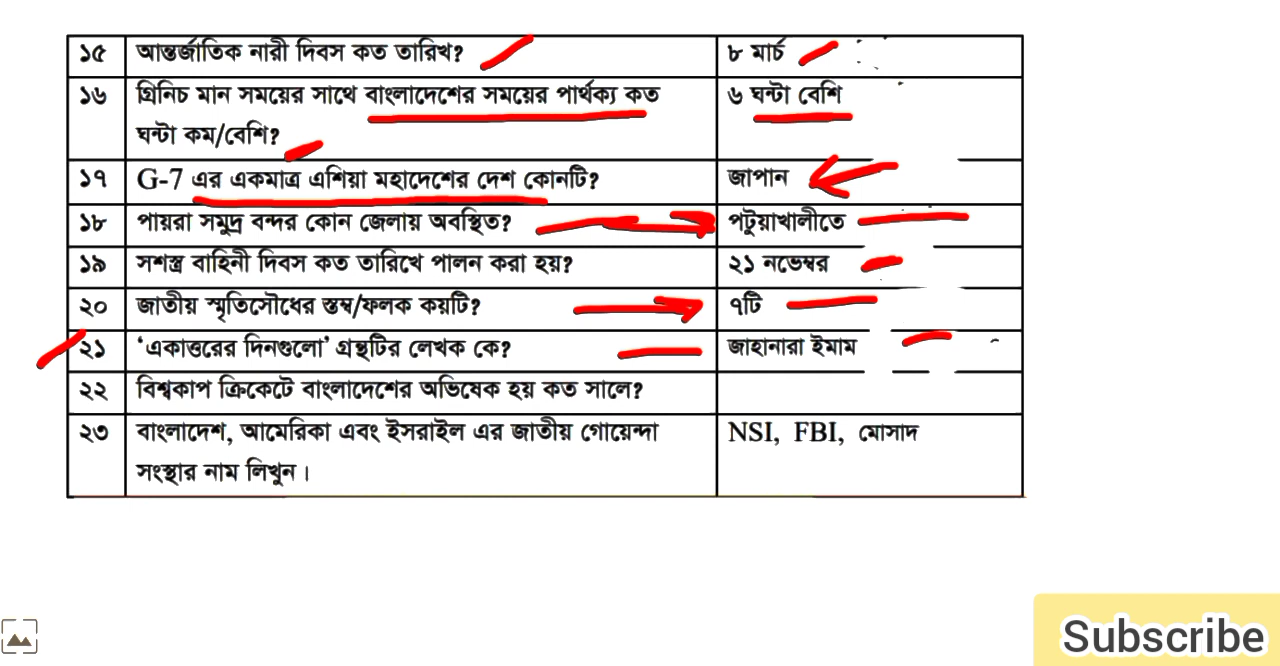 ১৫ আন্তর্জাতিক নারী দিবস কত তারিখ? ৮ মার্চ
১৬ গ্রিনিচ মান সময়ের সাথে বাংলাদেশের সময়ের পার্থক্য কত ৬ ঘন্টা বেশি
ঘন্টা কম/বেশি?
১৭ G-7 এর একমাত্র এশিয়া মহাদেশের দেশ কোনটি? জাপান
১৮ পায়রা সমুদ্র বন্দর কোন জেলায় অবস্থিত? পটুয়াখালীতে
১৯ সশস্ত্র বাহিনী দিবস কত তারিখে পালন করা হয়? ২১ নভেম্বর
২০ জাতীয় স্মৃতিসৌধের স্তম্ব/ফলক কয়টি? ৭টি
২১ ‘একাত্তরের দিনগুলো’ গ্রন্থটির লেখক কে? জাহানারা ইমাম
২২ বিশ্বকাপ ক্রিকেটে বাংলাদেশের অভিষেক হয় কত সালে?
২৩ বাংলাদেশ, আমেরিকা এবং ইসরাইল এর জাতীয় গোয়েন্দা NSI, FBI, মোসাদ
সংস্থার নাম লিখুন।
Subscribe